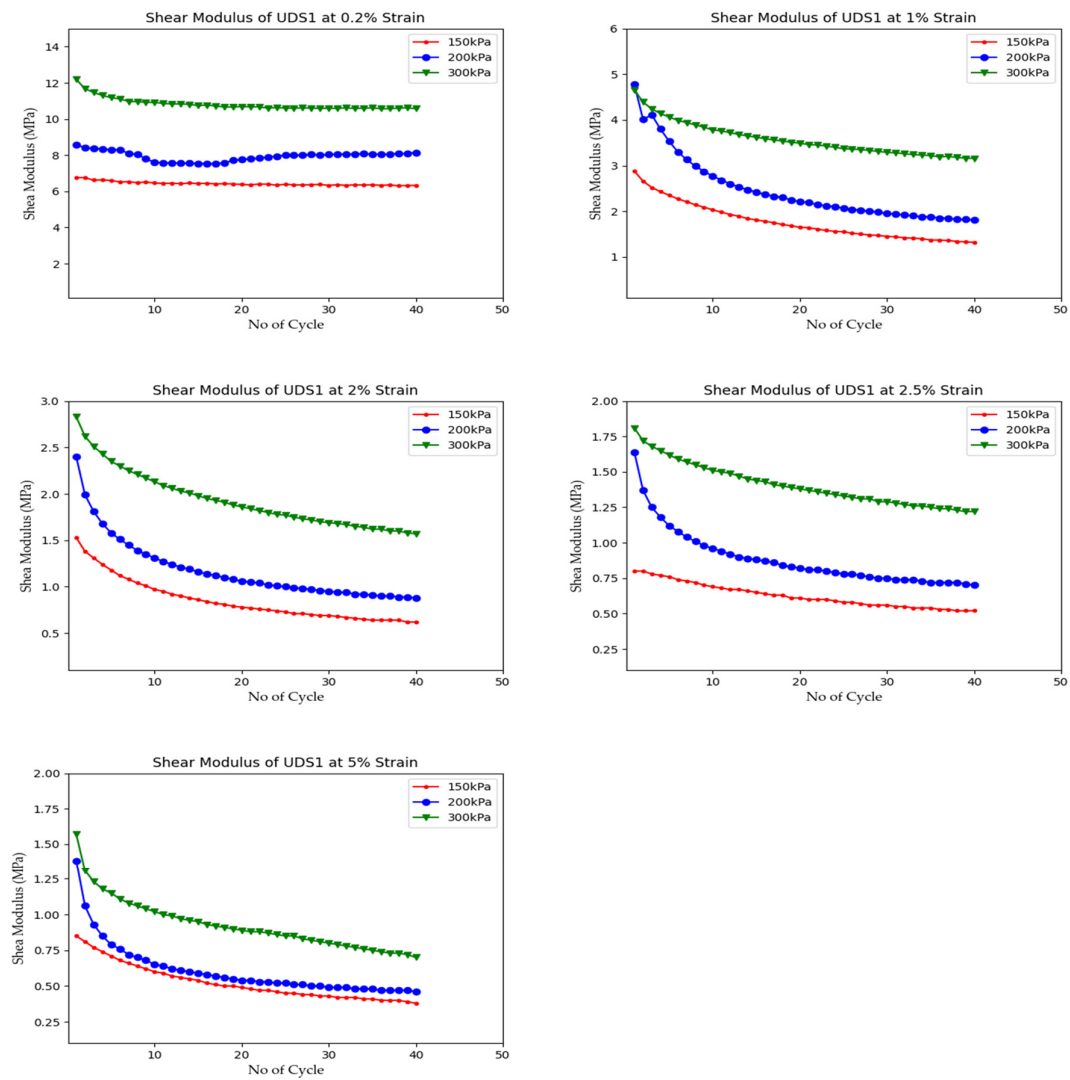 Shear Modulus of UDS1 at 0.2% Strain
Shea Modulus (MPa)
14
12
10
8
6
4
2
10
20
30
40
50
No of Cycle
150kPa
200kPa
300kPa
Shear Modulus of UDS1 at 1% Strain
Shea Modulus (MPa)
6
5
4
3
2
1
10
20
30
40
50
No of Cycle
150kPa
200kPa
300kPa
Shear Modulus of UDS1 at 2% Strain
Shea Modulus (MPa)
3.0
2.5
2.0
1.5
1.0
0.5
10
20
30
40
50
No of Cycle
150kPa
200kPa
300kPa
Shear Modulus of UDS1 at 2.5% Strain
Shea Modulus (MPa)
2.00
1.75
1.50
1.25
1.00
0.75
0.50
0.25
10
20
30
40
50
No of Cycle
150kPa
200kPa
300kPa
Shear Modulus of UDS1 at 5% Strain
Shea Modulus (MPa)
2.00
1.75
1.50
1.25
1.00
0.75
0.50
0.25
10
20
30
40
50
No of Cycle
150kPa
200kPa
300kPa